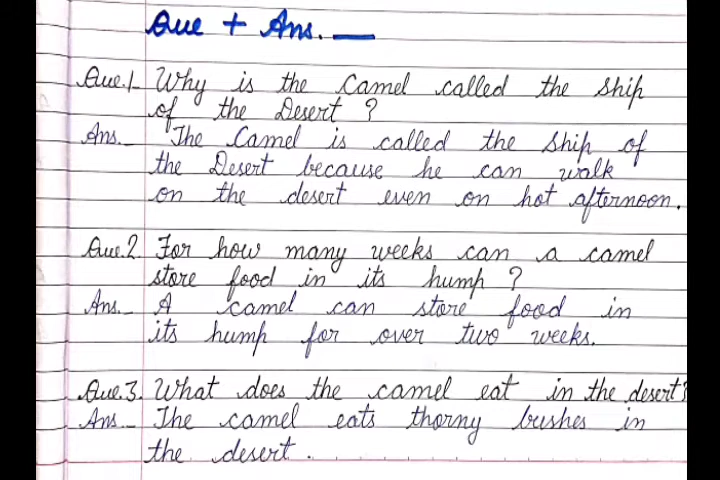 Que + Ans. —
Que.1 Why is the Camel called the Ship
of the Desert ?
Ans. The Camel is called the Ship of
the Desert because he can walk
on the desert even on hot afternoon.
Que.2 For how many weeks can a camel
store food in its hump ?
Ans. A camel can store food in
its hump for over two weeks.
Que.3. What does the camel eat in the desert?
Ans. The camel eats thorny bushes in
the desert.